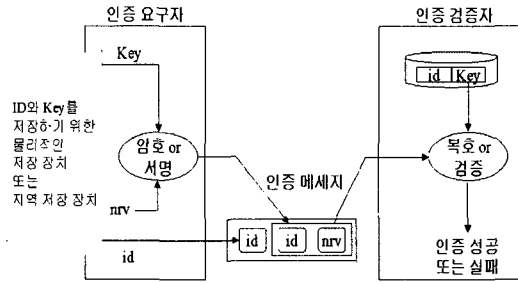 인증 요구자
인증 검증자
Key
id Key
ID와 Key를
저장하기 위한
물리적인
저장 장치
또는
지역 저장 장치
암호 or
서명
복호 or
검증
인증 메세지
nrv
id id nrv
id
인증 성공
또는 실패